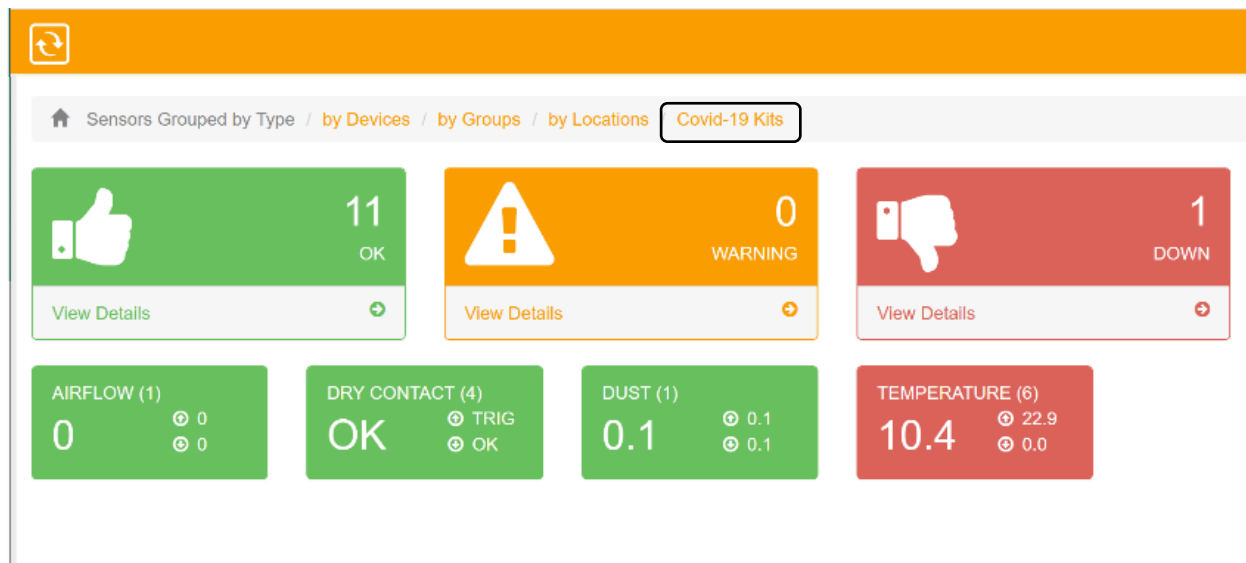 Sensors Grouped by Type / by Devices / by Groups / by Locations / Covid-19 Kits
11
OK
View Details
0
WARNING
View Details
1
DOWN
View Details
AIRFLOW (1)
0
0
0
DRY CONTACT (4)
OK
TRIG
OK
DUST (1)
0.1
0.1
0.1
TEMPERATURE (6)
10.4
22.9
0.0